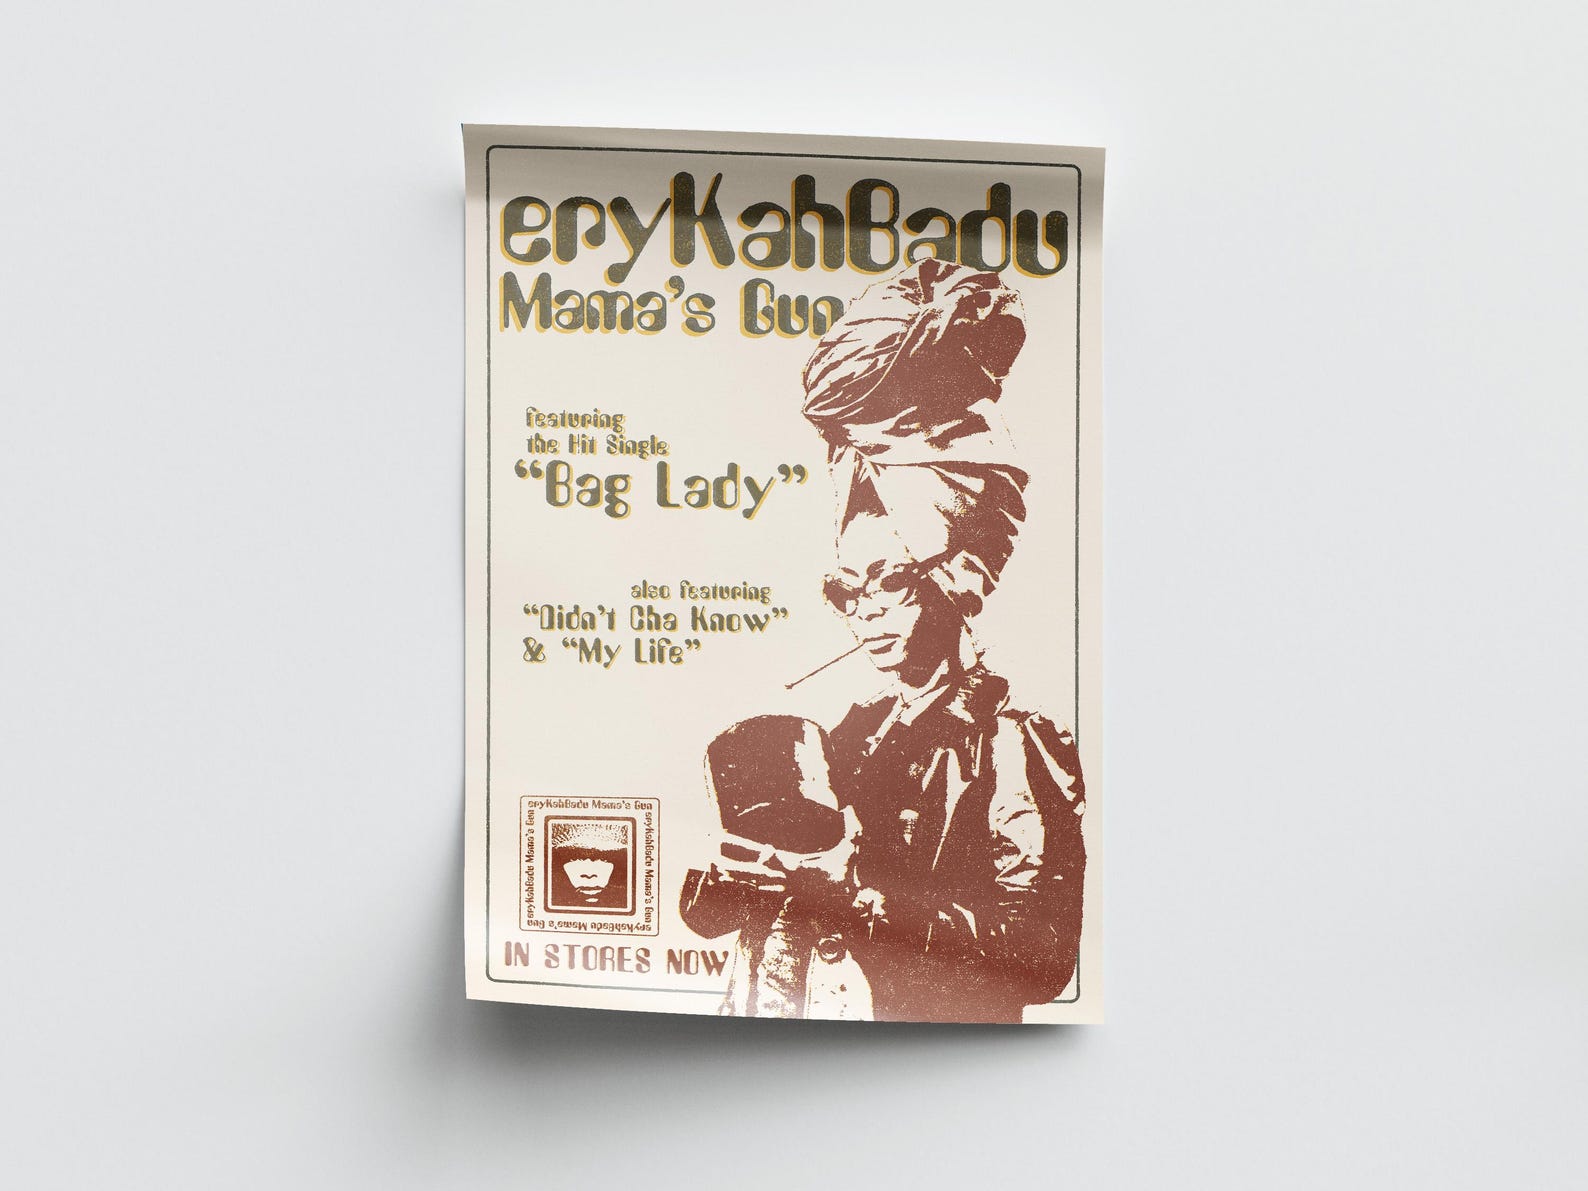 eryKahBadu
Mama's Gun
featuring
the Hit Single
“Bag Lady”
also featuring
“Didn't Cha Know”
& “My Life”
eryKahBadu Mama's Gun
eryKahBadu Mama's Gun
eryKahBadu Mama's Gun
eryKahBadu Mama's Gun
IN STORES NOW